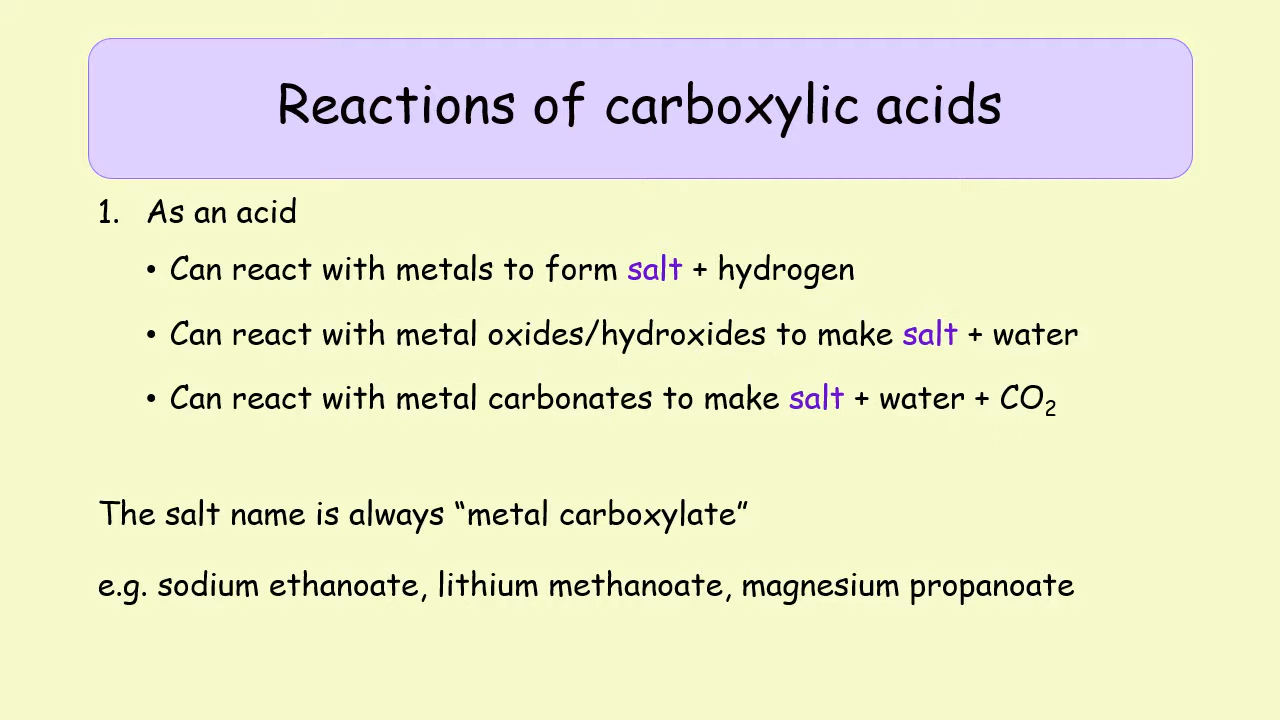 Reactions of carboxylic acids
1. As an acid
• Can react with metals to form salt + hydrogen
• Can react with metal oxides/hydroxides to make salt + water
• Can react with metal carbonates to make salt + water + CO₂
The salt name is always “metal carboxylate”
e.g. sodium ethanoate, lithium methanoate, magnesium propanoate